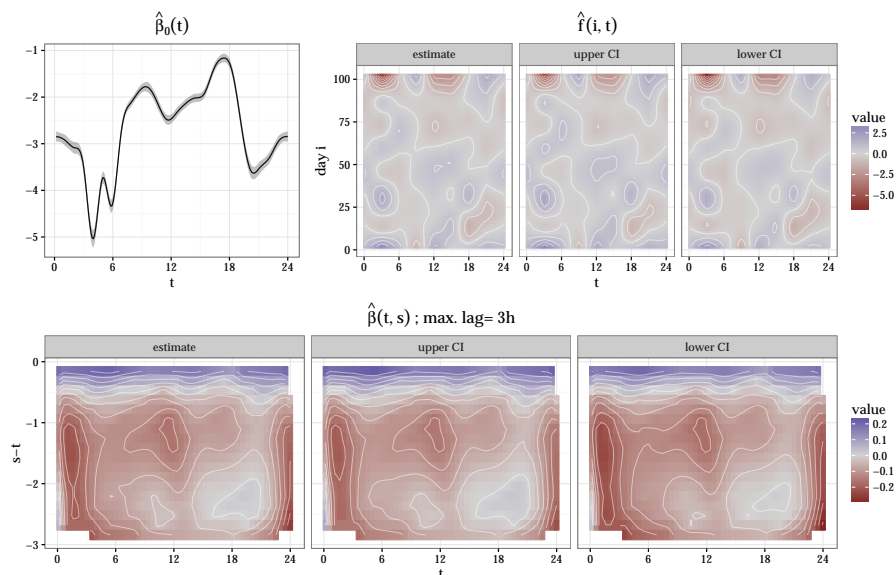 β̂₀(t)
-1
-2
-3
-4
-5
0 6 12 18 24
t
f̂(i, t)
estimate upper CI lower CI
day i
100
75
50
25
0
0 6 12 18 24 0 6 12 18 24 0 6 12 18 24
t
value
2.5
0.0
−2.5
−5.0
β̂(t, s) ; max. lag= 3h
estimate upper CI lower CI
s−t
0
−1
−2
−3
0 6 12 18 24 0 6 12 18 24 0 6 12 18 24
t
value
0.2
0.1
0.0
−0.1
−0.2